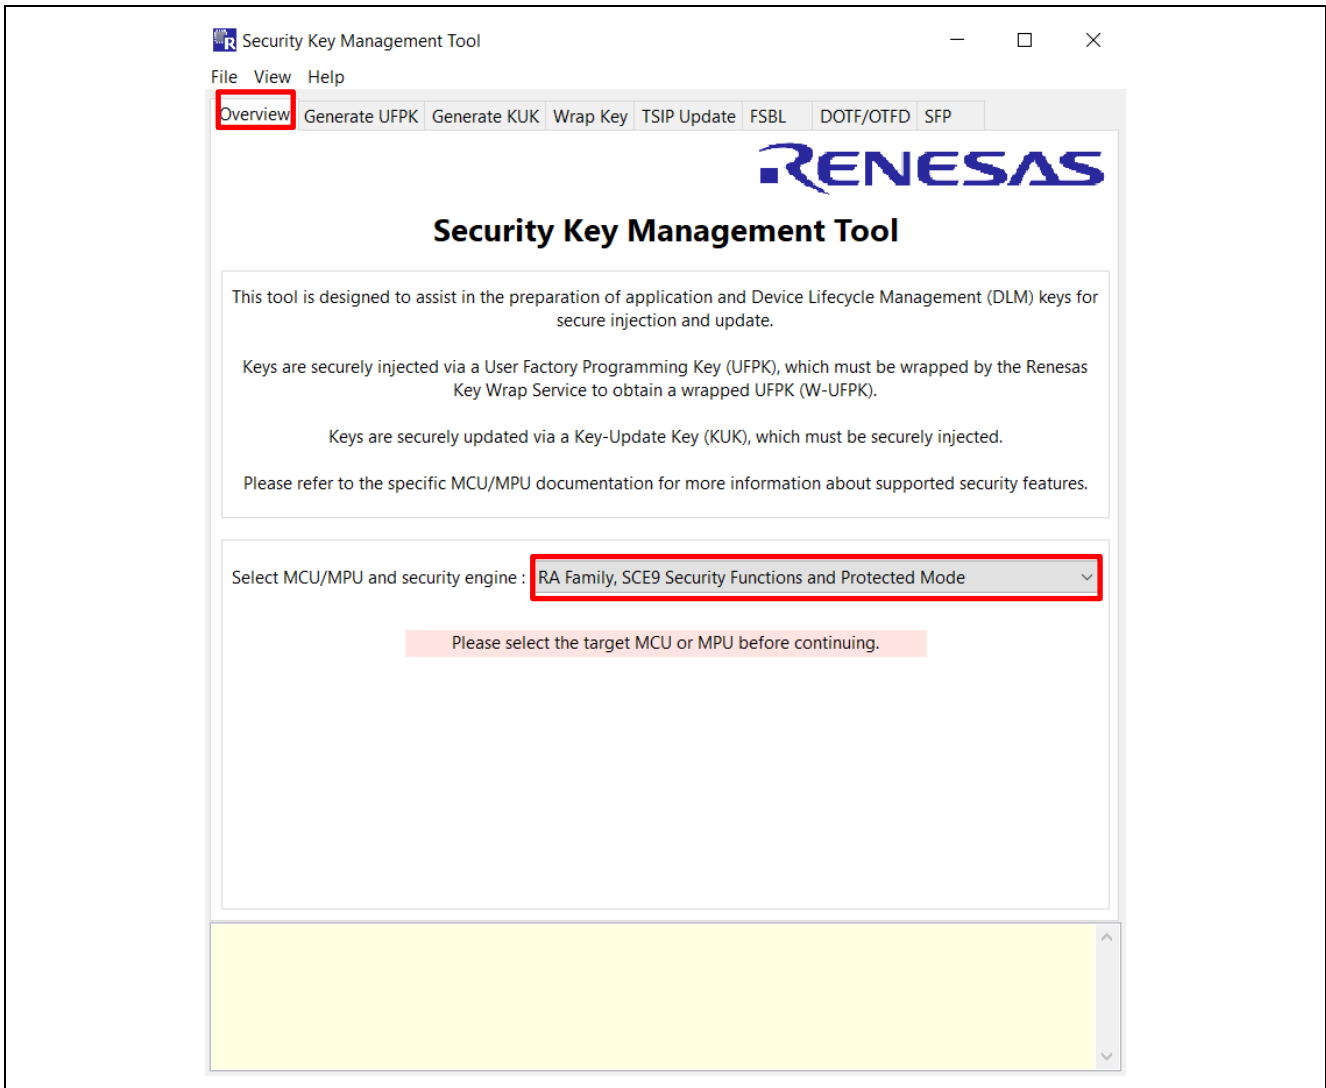 Security Key Management Tool
File View Help
Overview Generate UFPK Generate KUK Wrap Key TSIP Update FSBL DOTF/OTFD SFP
RENESAS
Security Key Management Tool
This tool is designed to assist in the preparation of application and Device Lifecycle Management (DLM) keys for
secure injection and update.
Keys are securely injected via a User Factory Programming Key (UFPK), which must be wrapped by the Renesas
Key Wrap Service to obtain a wrapped UFPK (W-UFPK).
Keys are securely updated via a Key-Update Key (KUK), which must be securely injected.
Please refer to the specific MCU/MPU documentation for more information about supported security features.
Select MCU/MPU and security engine : RA Family, SCE9 Security Functions and Protected Mode
Please select the target MCU or MPU before continuing.